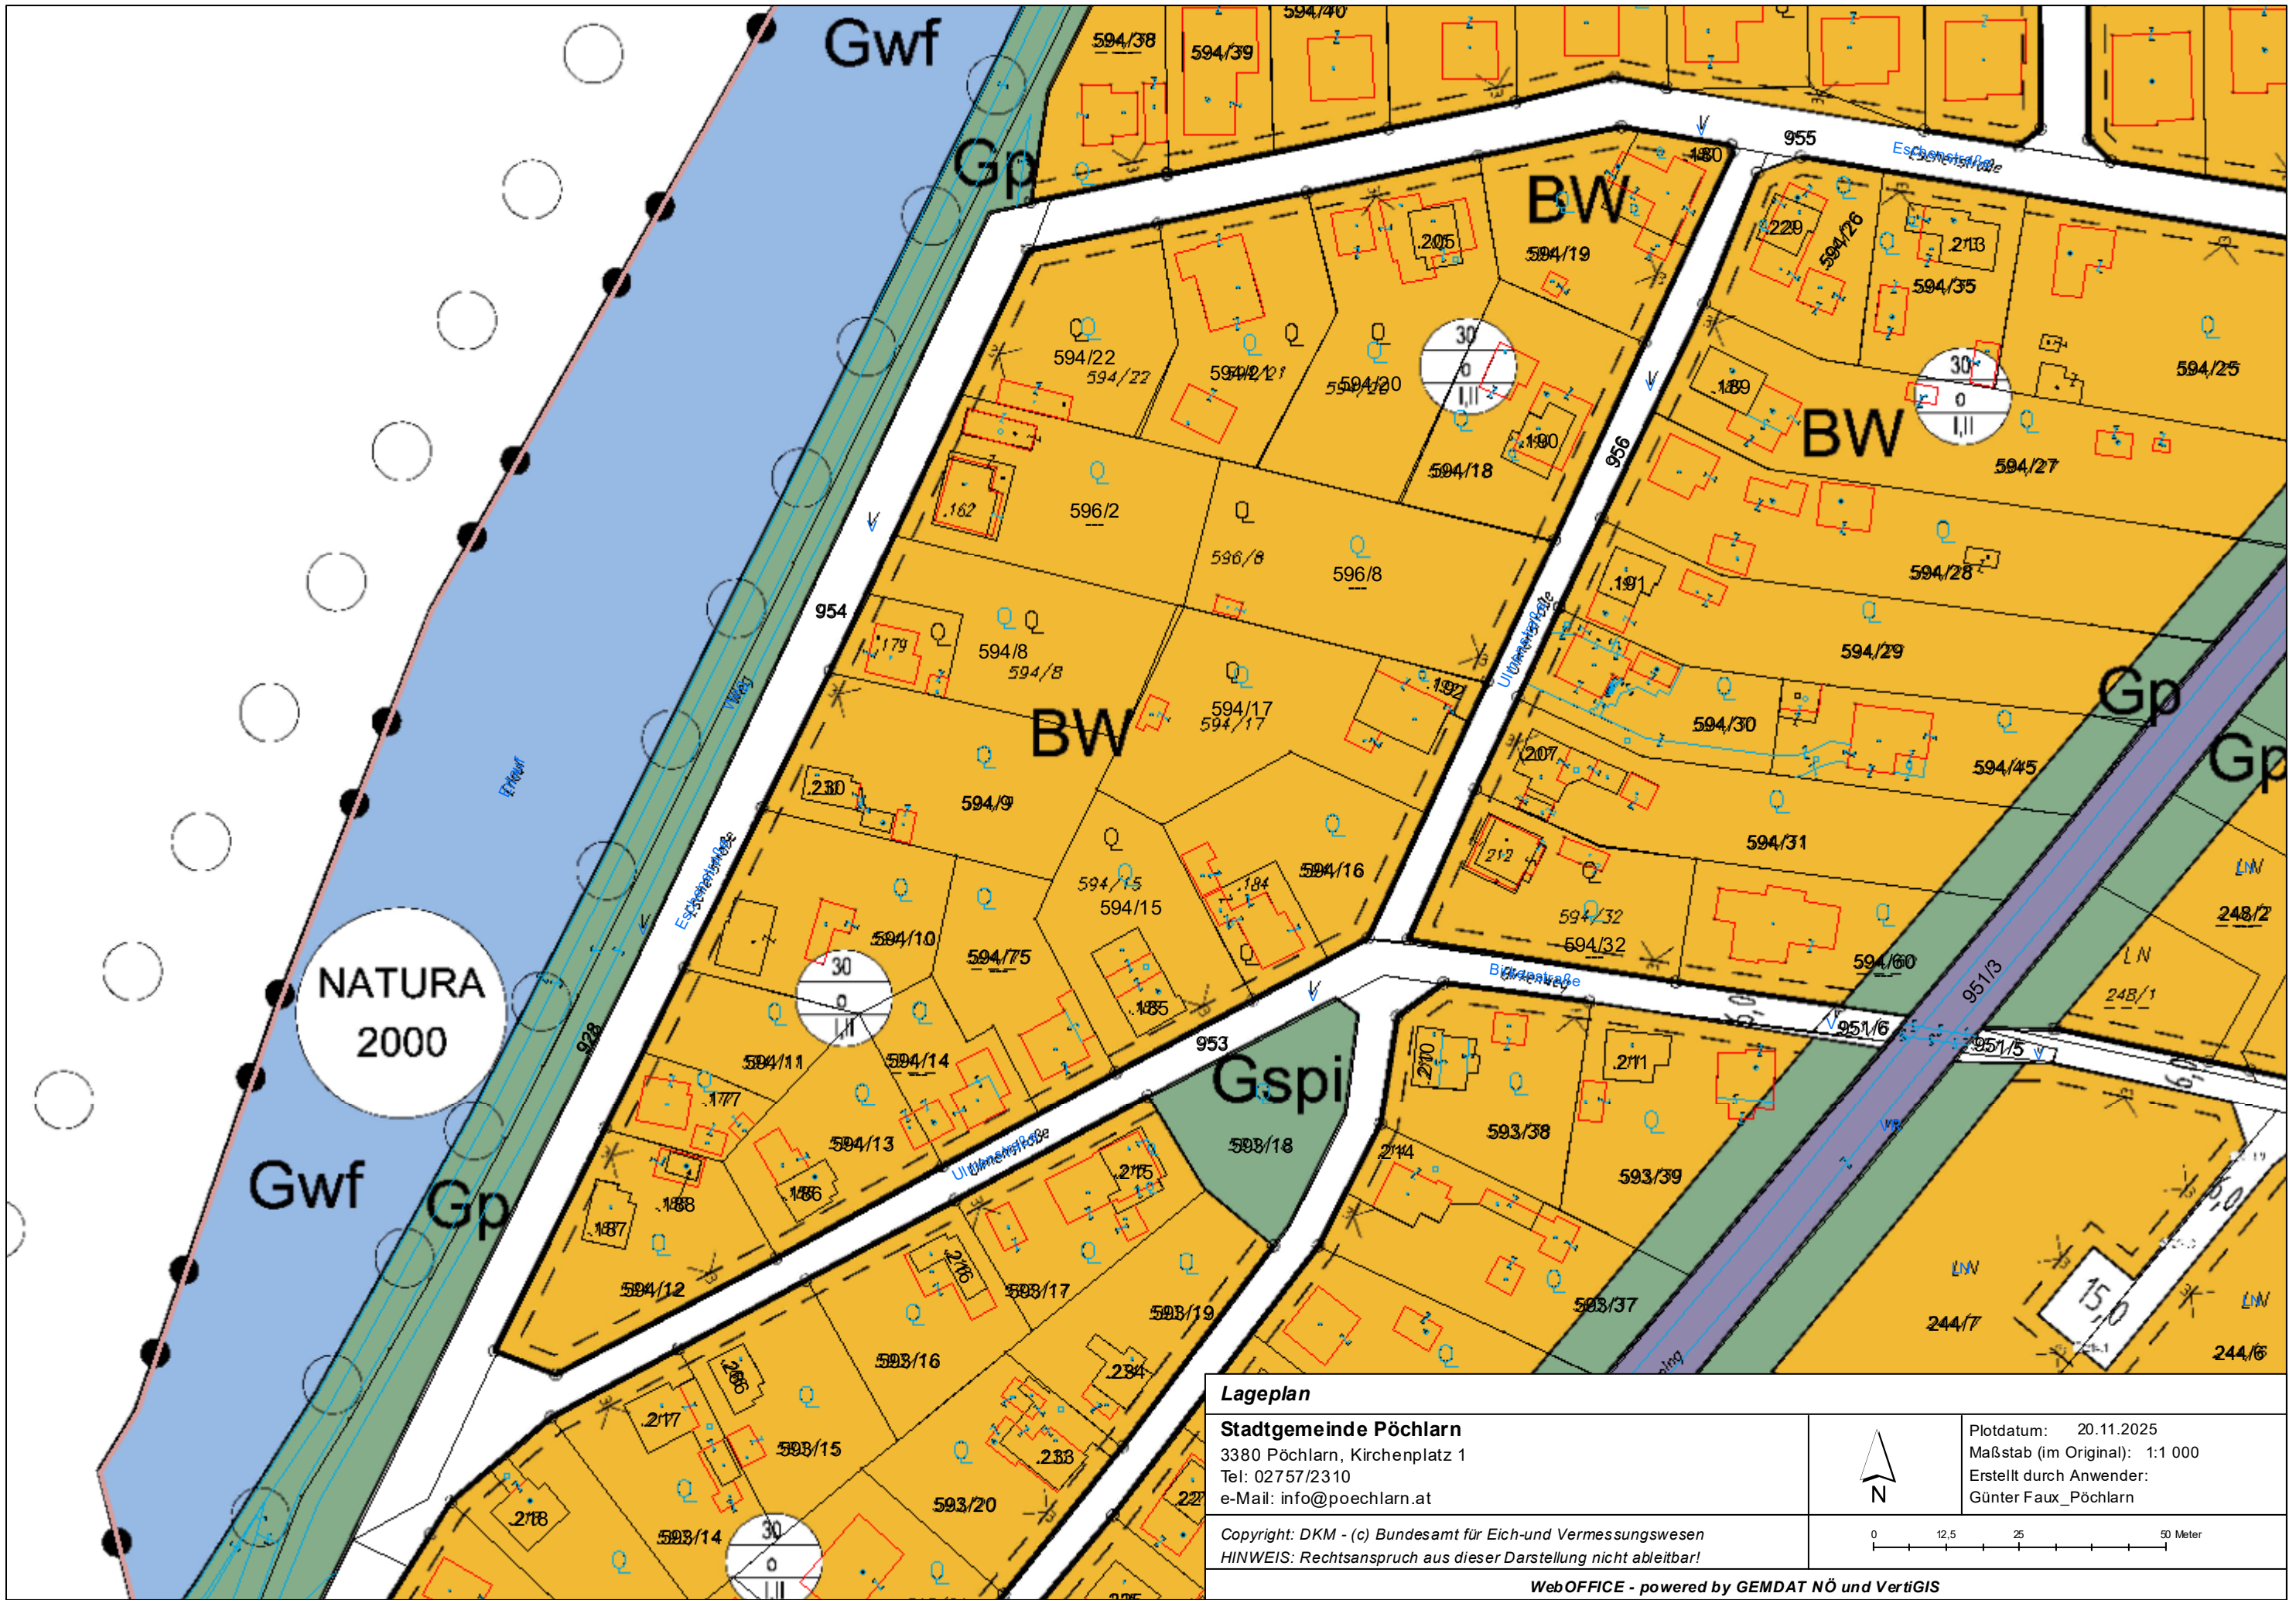 Gwf
594/38
594/39
594/40
Gp
955
Eschenstraße
.180
BW
594/19
.205
.229
594/26
.213
594/35
594/25
594/22
594/22
594/21
594/20
30
0
I,II
30
0
I,II
.189
BW
594/27
.190
594/18
956
.162
596/2
596/8
596/8
594/28
.191
594/29
954
.179
594/8
594/8
594/17
594/17
.192
Ulmenstraße
594/30
594/45
Gp
Gp
BW
.207
.230
594/9
594/31
594/16
.212
594/15
594/15
.184
Eschenstraße
594/10
594/75
594/32
594/32
594/60
LN
248/2
LN
248/1
951/3
Birkenstraße
30
0
I,II
.185
NATURA
2000
928
953
Gspi
593/18
951/6
951/5
594/11
594/14
.177
594/13
.210
.211
593/38
593/39
Gwf
Gp
.188
.187
.186
Ulmenstraße
.215
.214
594/12
.216
593/17
593/19
593/37
593/16
LN
244/7
15,0
LN
244/6
.234
.217
593/15
.233
593/20
.218
593/14
30
0
I,II
Lageplan
Stadtgemeinde Pöchlarn
3380 Pöchlarn, Kirchenplatz 1
Tel: 02757/2310
e-Mail: info@poechlarn.at
N
Plotdatum: 20.11.2025
Maßstab (im Original): 1:1 000
Erstellt durch Anwender:
Günter Faux_Pöchlarn
Copyright: DKM - (c) Bundesamt für Eich-und Vermessungswesen
HINWEIS: Rechtsanspruch aus dieser Darstellung nicht ableitbar!
0 12,5 25 50 Meter
WebOFFICE - powered by GEMDAT NÖ und VertiGIS